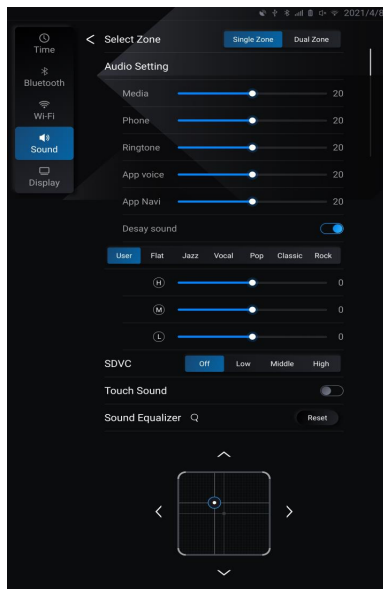 2021/4/8
Time
Bluetooth
Wi-Fi
Sound
Display
< Select Zone Single Zone Dual Zone
Audio Setting
Media 20
Phone 20
Ringtone 20
App voice 20
App Navi 20
Desay sound
User Flat Jazz Vocal Pop Classic Rock
H 0
M 0
L 0
SDVC Off Low Middle High
Touch Sound
Sound Equalizer Reset